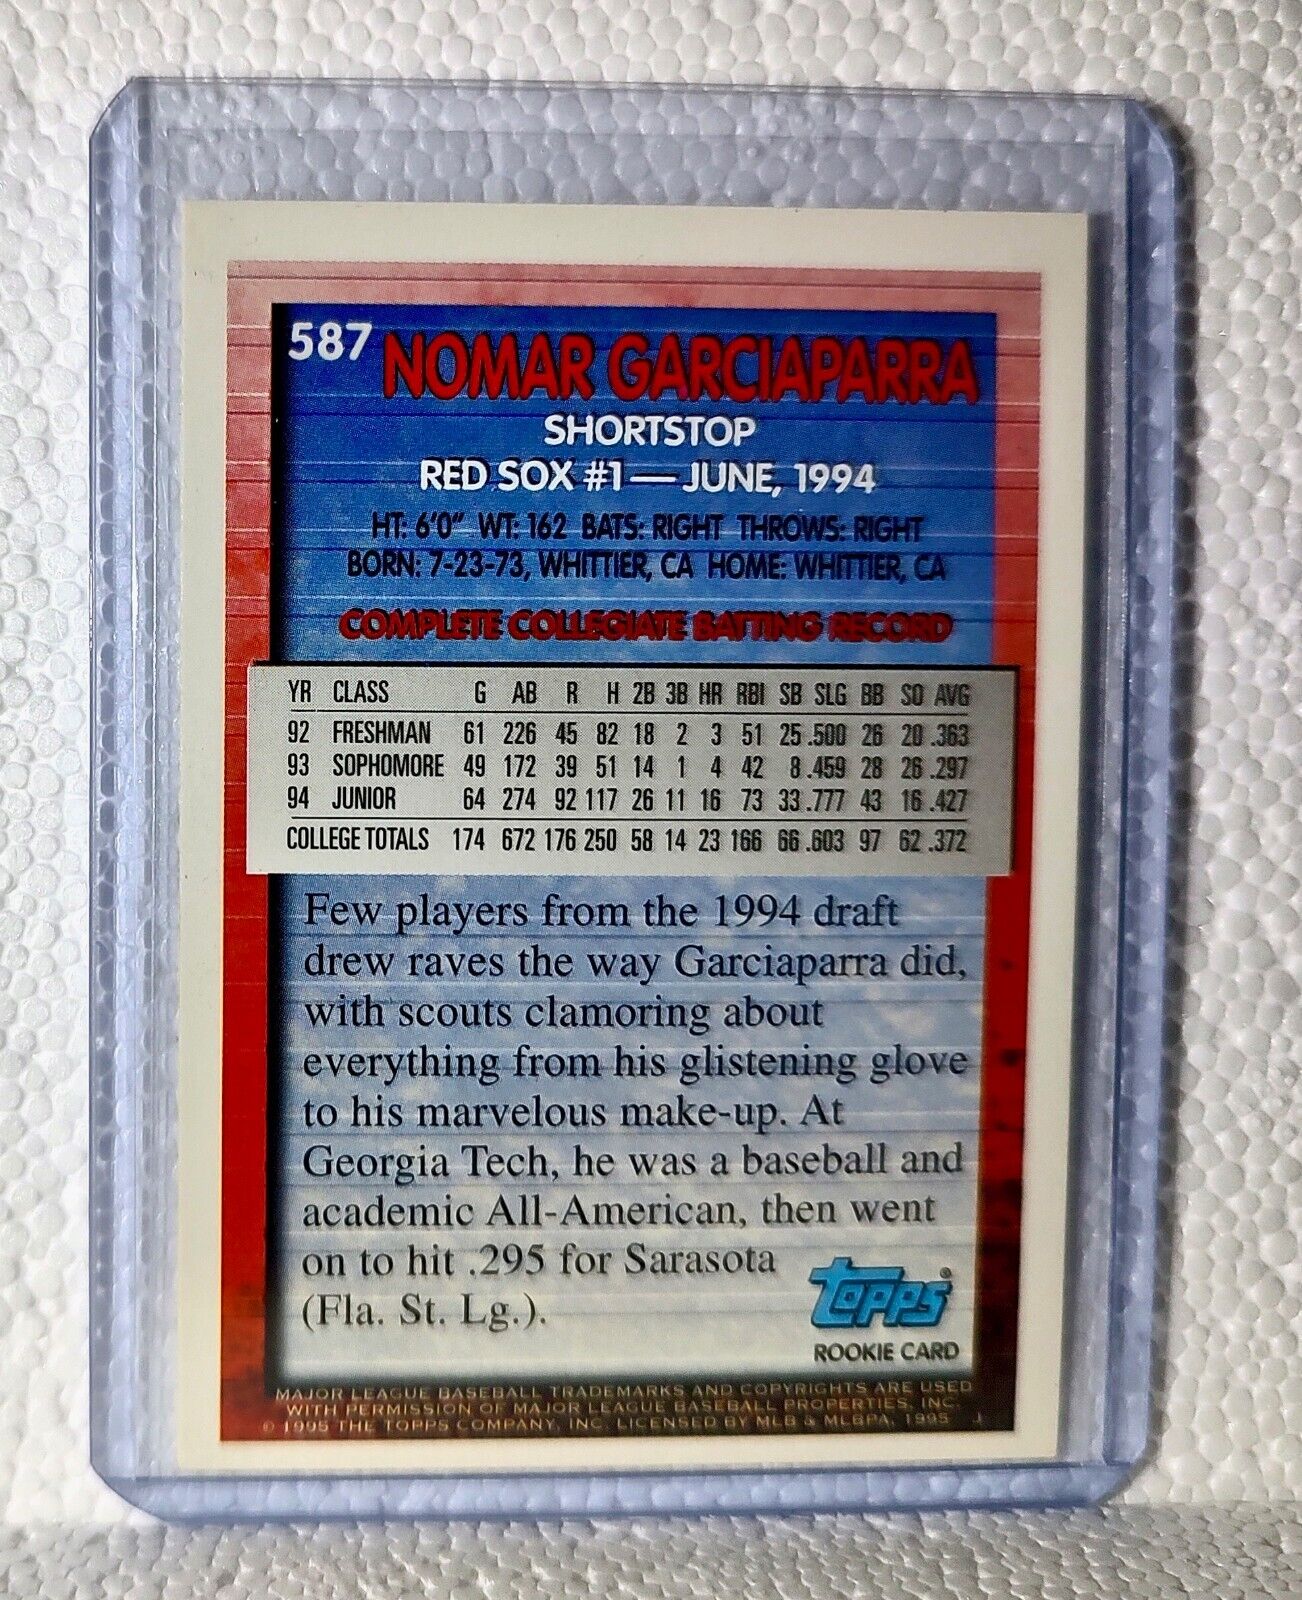 587 NOMAR GARCIAPARRA
SHORTSTOP
RED SOX #1 — JUNE, 1994
HT: 6'0" WT: 162 BATS: RIGHT THROWS: RIGHT
BORN: 7-23-73, WHITTIER, CA HOME: WHITTIER, CA
COMPLETE COLLEGIATE BATTING RECORD
YR CLASS G AB R H 2B 3B HR RBI SB SLG BB SO AVG
92 FRESHMAN 61 226 45 82 18 2 3 51 25 .500 26 20 .363
93 SOPHOMORE 49 172 39 51 14 1 4 42 8 .459 28 26 .297
94 JUNIOR 64 274 92 117 26 11 16 73 33 .777 43 16 .427
COLLEGE TOTALS 174 672 176 250 58 14 23 166 66 .603 97 62 .372
Few players from the 1994 draft
drew raves the way Garciaparra did,
with scouts clamoring about
everything from his glistening glove
to his marvelous make-up. At
Georgia Tech, he was a baseball and
academic All-American, then went
on to hit .295 for Sarasota
(Fla. St. Lg.).
topps®
ROOKIE CARD
MAJOR LEAGUE BASEBALL TRADEMARKS AND COPYRIGHTS ARE USED
WITH PERMISSION OF MAJOR LEAGUE BASEBALL PROPERTIES, INC.
© 1995 THE TOPPS COMPANY, INC. LICENSED BY MLB & MLBPA, 1995 J